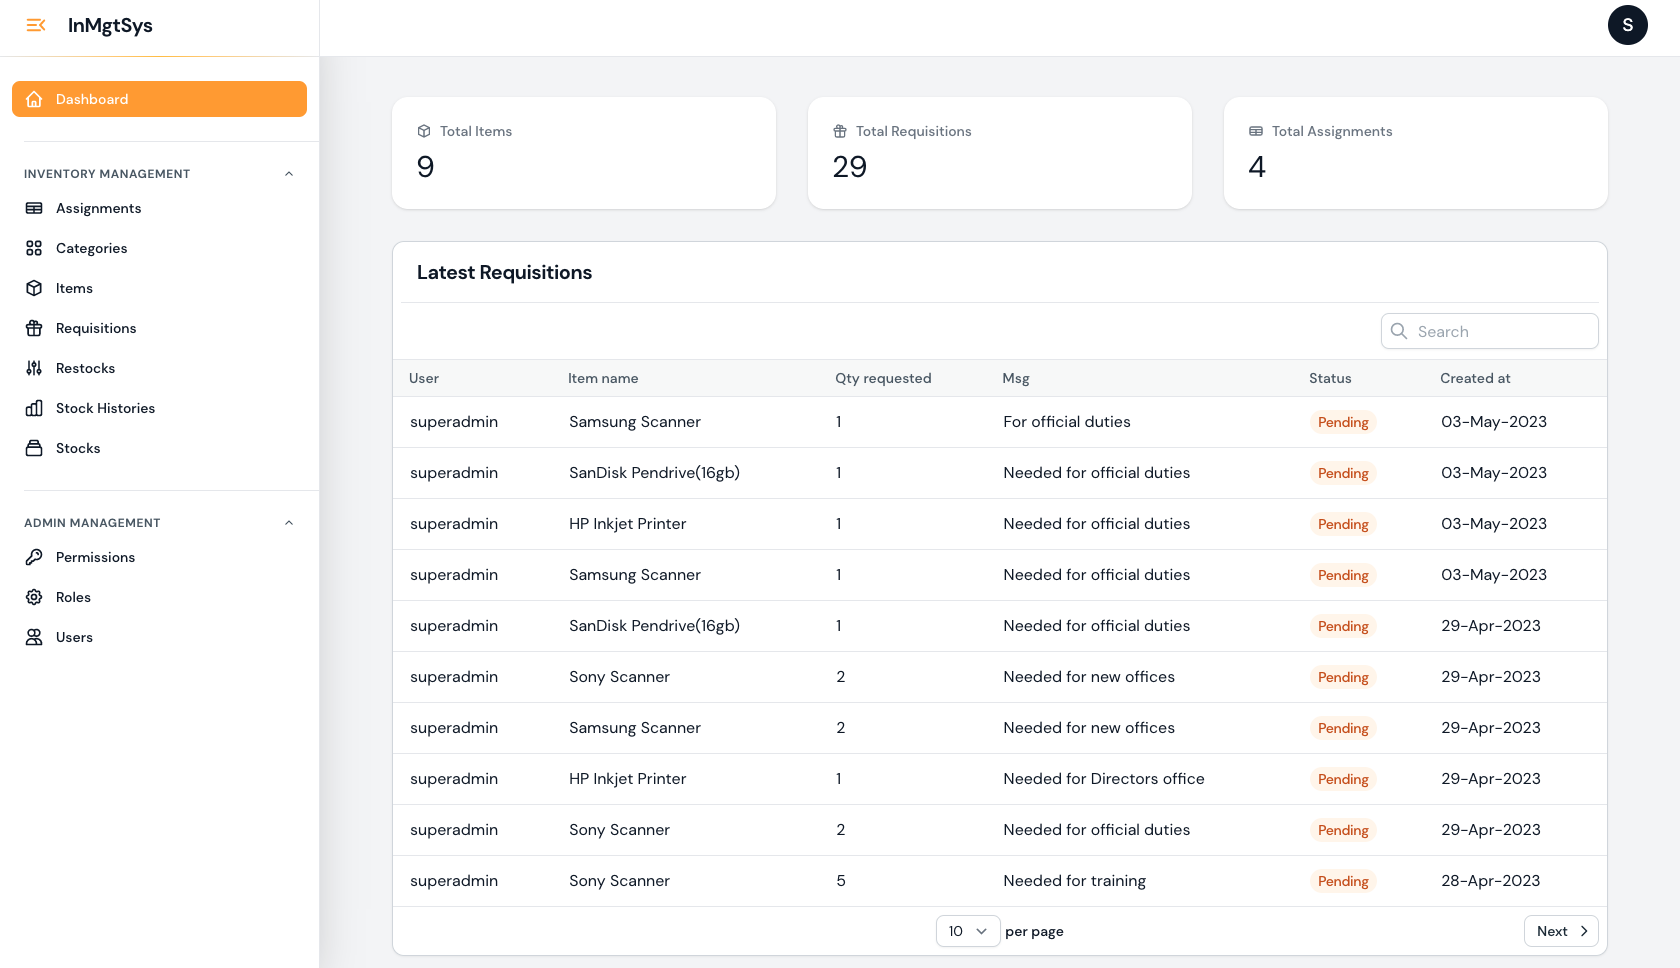 InMgtSys
S
Dashboard
INVENTORY MANAGEMENT
Assignments
Categories
Items
Requisitions
Restocks
Stock Histories
Stocks
ADMIN MANAGEMENT
Permissions
Roles
Users
Total Items
9
Total Requisitions
29
Total Assignments
4
Latest Requisitions
Search
User Item name Qty requested Msg Status Created at
superadmin Samsung Scanner 1 For official duties Pending 03-May-2023
superadmin SanDisk Pendrive(16gb) 1 Needed for official duties Pending 03-May-2023
superadmin HP Inkjet Printer 1 Needed for official duties Pending 03-May-2023
superadmin Samsung Scanner 1 Needed for official duties Pending 03-May-2023
superadmin SanDisk Pendrive(16gb) 1 Needed for official duties Pending 29-Apr-2023
superadmin Sony Scanner 2 Needed for new offices Pending 29-Apr-2023
superadmin Samsung Scanner 2 Needed for new offices Pending 29-Apr-2023
superadmin HP Inkjet Printer 1 Needed for Directors office Pending 29-Apr-2023
superadmin Sony Scanner 2 Needed for official duties Pending 29-Apr-2023
superadmin Sony Scanner 5 Needed for training Pending 28-Apr-2023
10 per page Next